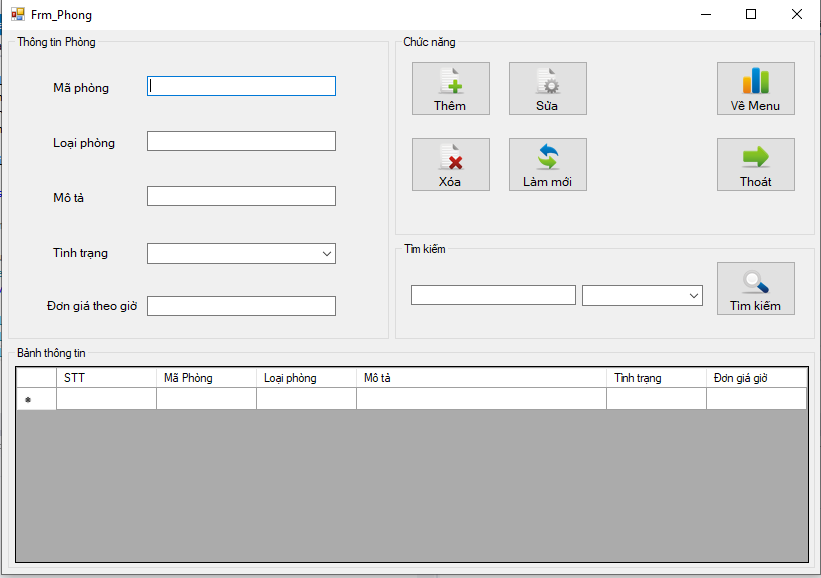 Frm_Phong
Thông tin Phòng
Mã phòng
Loại phòng
Mô tả
Tình trạng
Đơn giá theo giờ
Chức năng
Thêm
Sửa
Về Menu
Xóa
Làm mới
Thoát
Tìm kiếm
Tìm kiếm
Bảnh thông tin
STT Mã Phòng Loại phòng Mô tả Tình trạng Đơn giá giờ